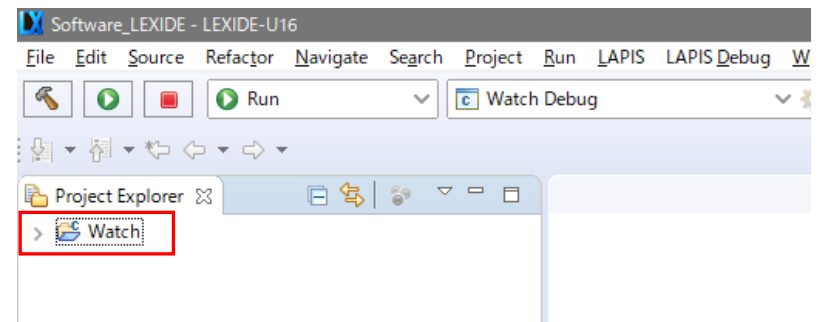 Software_LEXIDE - LEXIDE-U16
File Edit Source Refactor Navigate Search Project Run LAPIS LAPIS Debug W
Run Watch Debug
Project Explorer
Watch